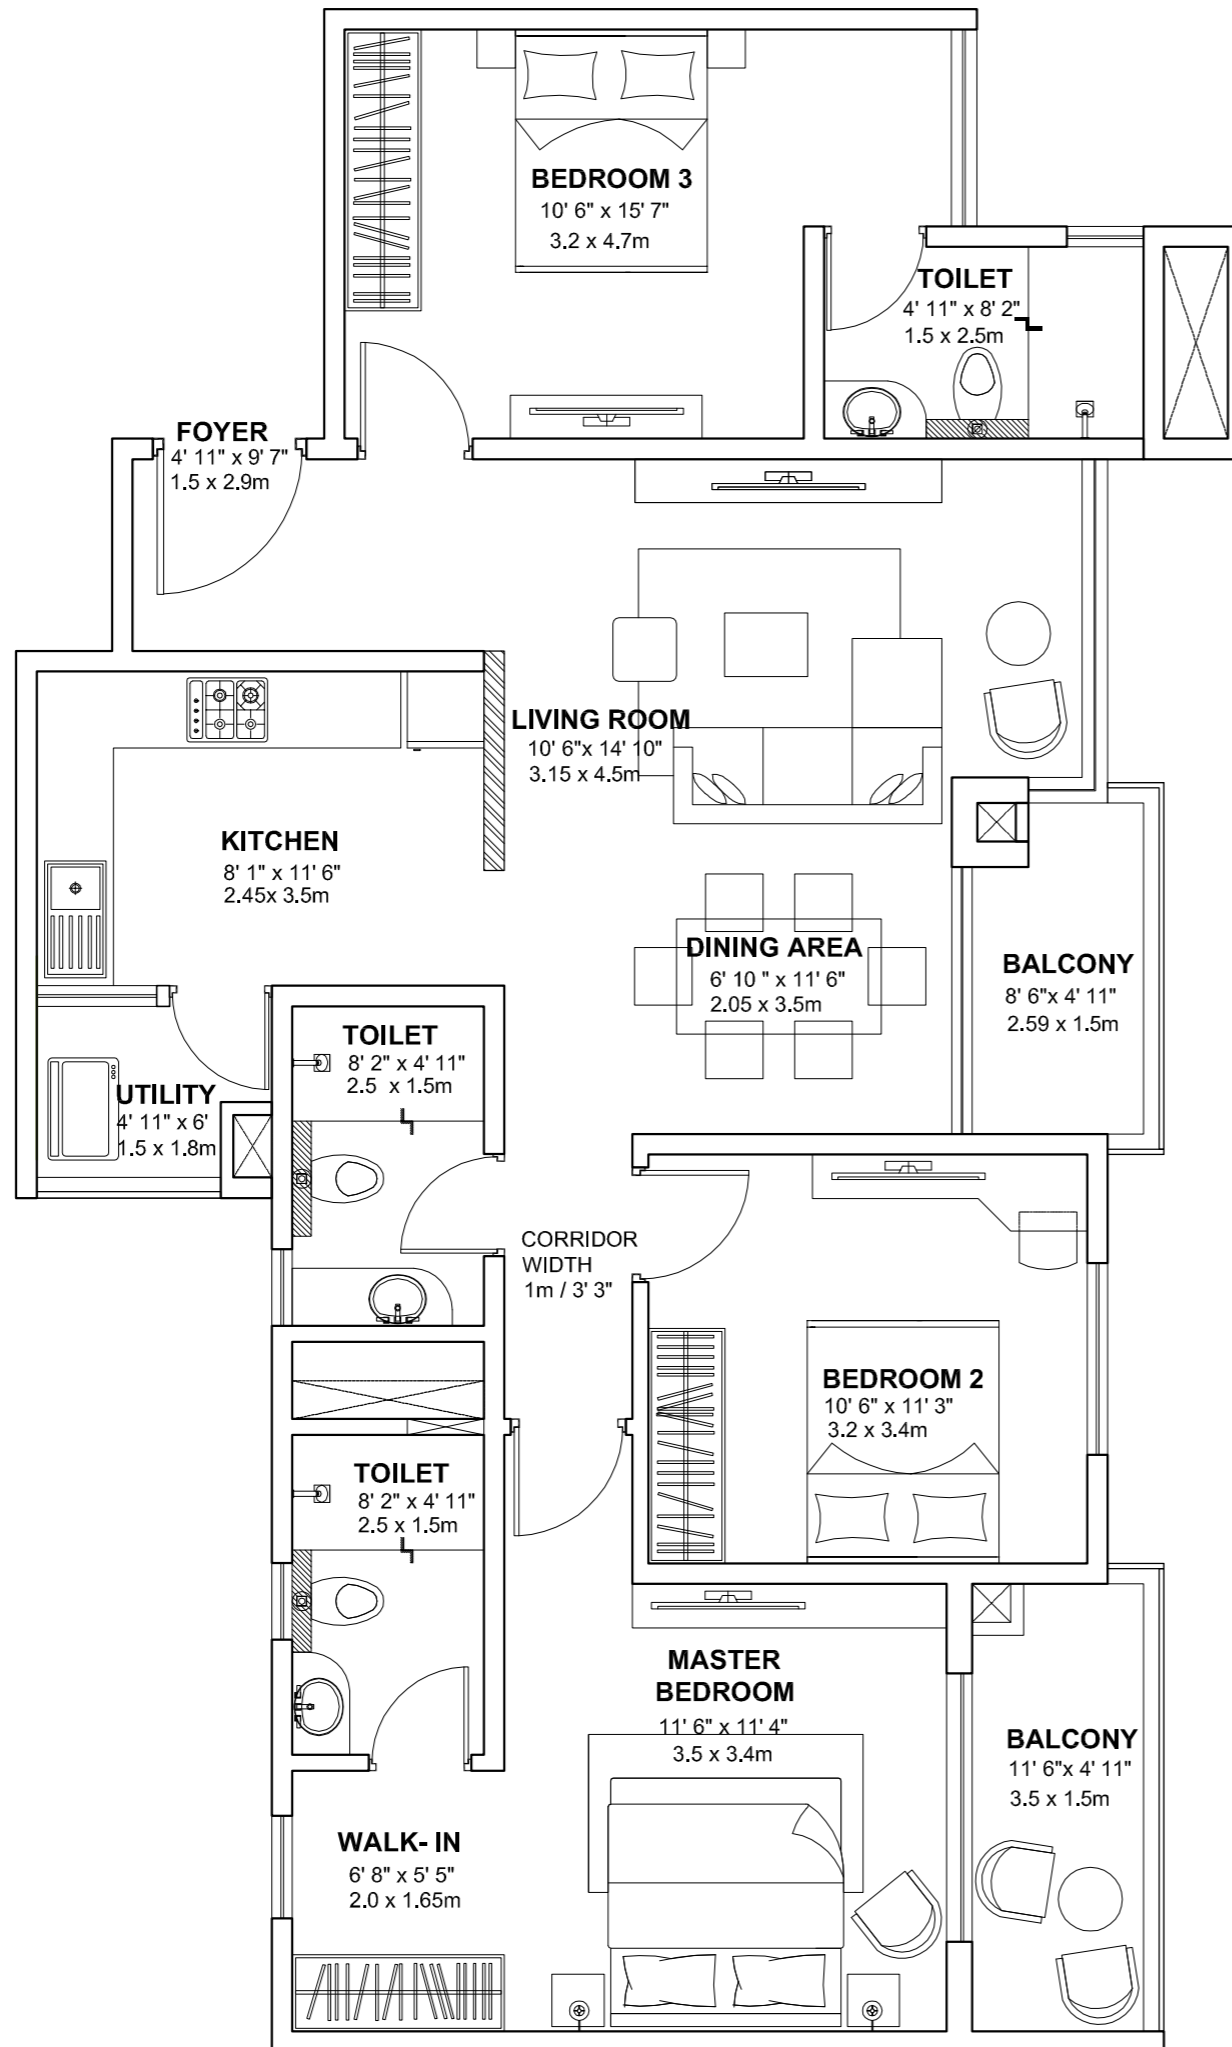 BEDROOM 3
10' 6" x 15' 7"
3.2 x 4.7m
TOILET
4' 11" x 8' 2"
1.5 x 2.5m
FOYER
4' 11" x 9' 7"
1.5 x 2.9m
LIVING ROOM
10' 6"x 14' 10"
3.15 x 4.5m
KITCHEN
8' 1" x 11' 6"
2.45x 3.5m
DINING AREA
6' 10 " x 11' 6"
2.05 x 3.5m
BALCONY
8' 6"x 4' 11"
2.59 x 1.5m
TOILET
8' 2" x 4' 11"
2.5 x 1.5m
UTILITY
4' 11" x 6'
1.5 x 1.8m
CORRIDOR
WIDTH
1m / 3' 3"
BEDROOM 2
10' 6" x 11' 3"
3.2 x 3.4m
TOILET
8' 2" x 4' 11"
2.5 x 1.5m
MASTER
BEDROOM
11' 6" x 11' 4"
3.5 x 3.4m
BALCONY
11' 6"x 4' 11"
3.5 x 1.5m
WALK- IN
6' 8" x 5' 5"
2.0 x 1.65m